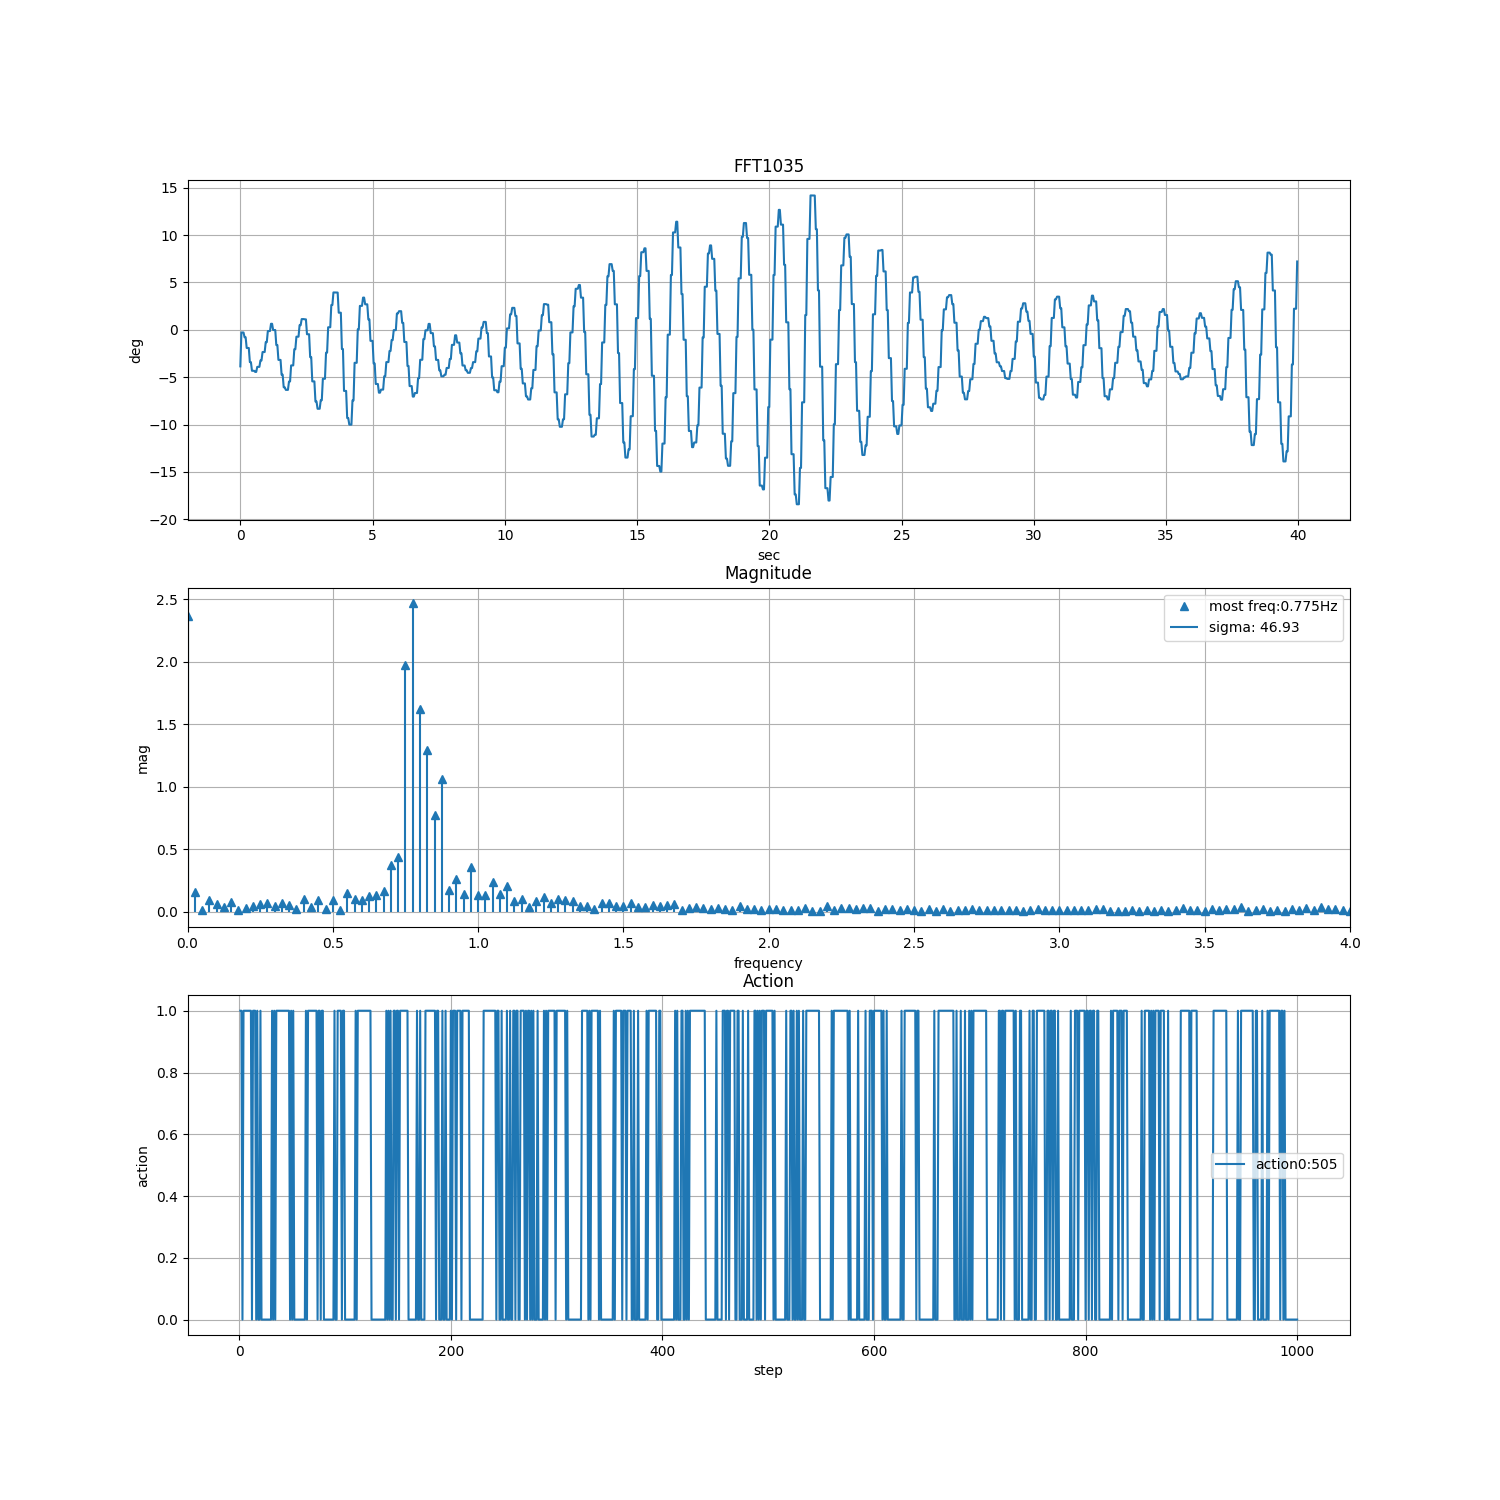 FFT1035
15
10
5
0
−5
−10
−15
−20
deg
0 5 10 15 20 25 30 35 40
sec
Magnitude
2.5
2.0
1.5
1.0
0.5
0.0
mag
most freq:0.775Hz
sigma: 46.93
0.0 0.5 1.0 1.5 2.0 2.5 3.0 3.5 4.0
frequency
Action
1.0
0.8
0.6
0.4
0.2
0.0
action
action0:505
0 200 400 600 800 1000
step